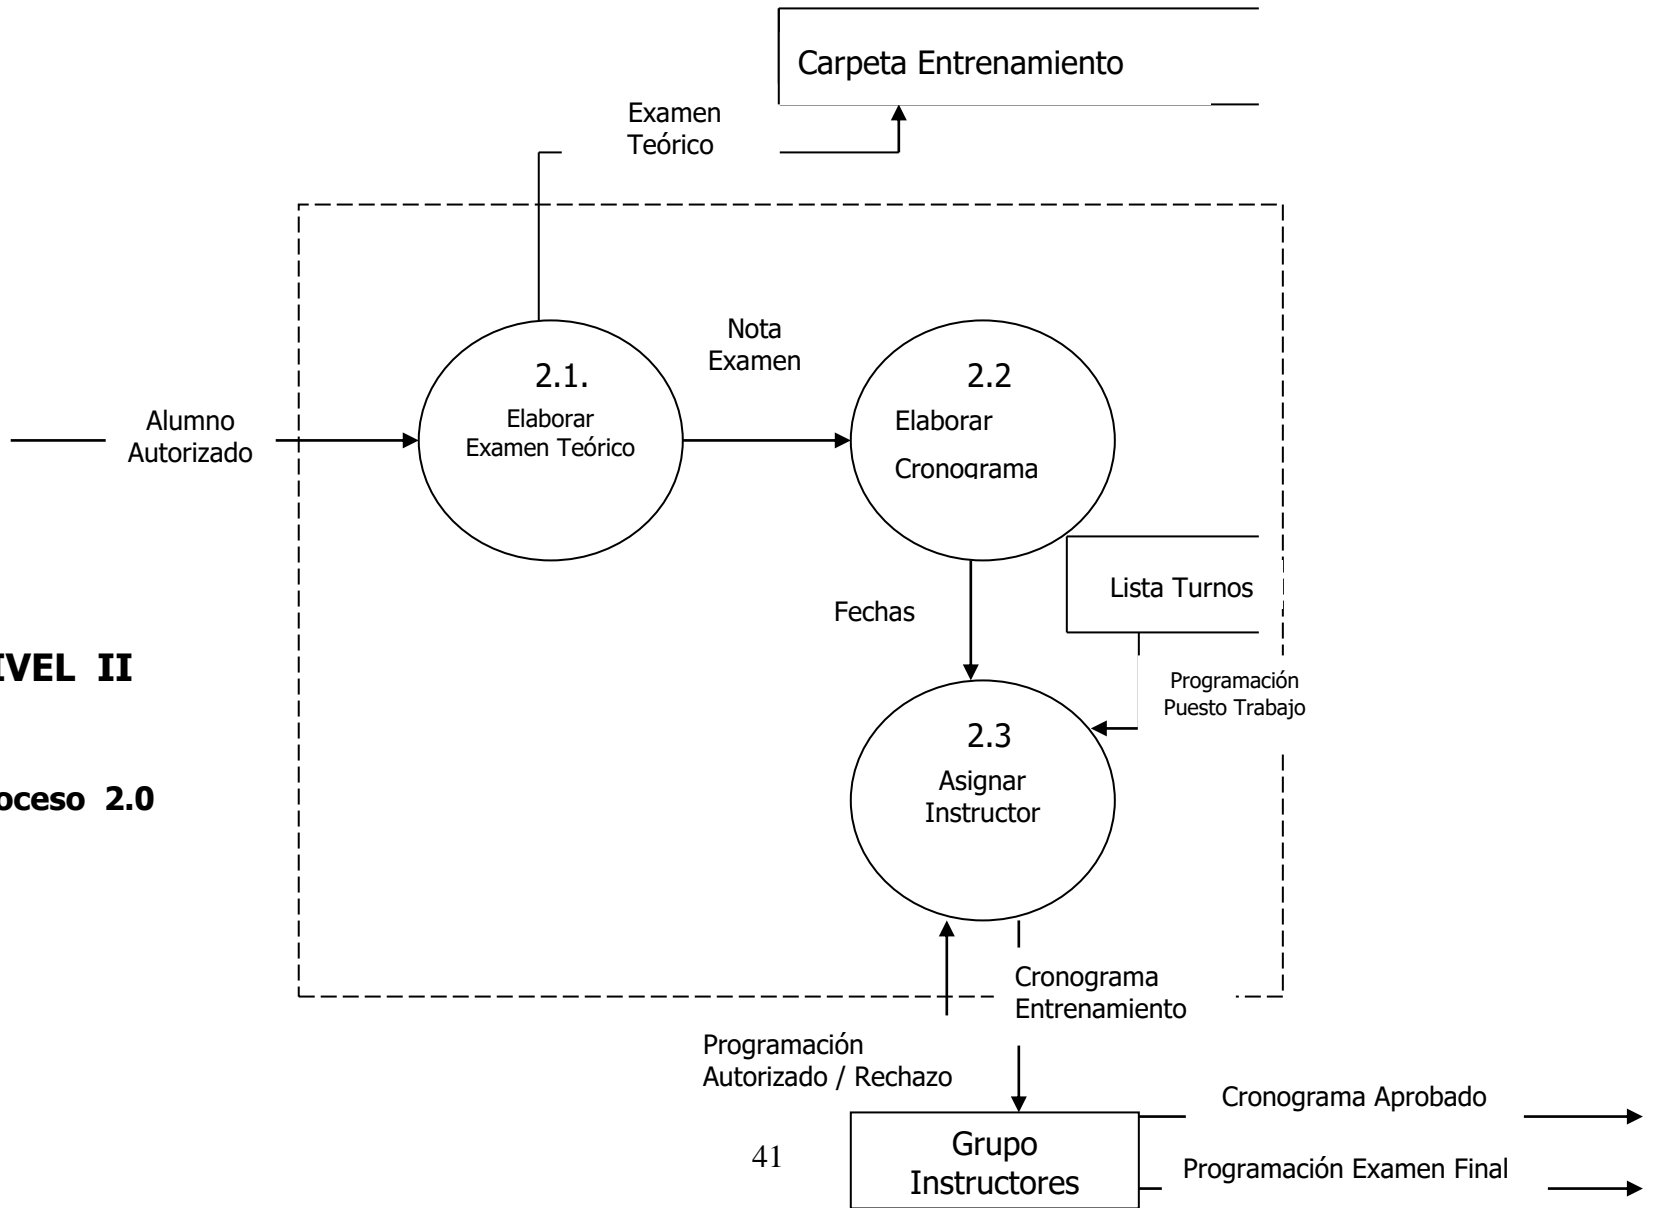 Carpeta Entrenamiento
Examen
Teórico
Nota
Examen
2.1.
Elaborar
Examen Teórico
2.2
Elaborar
Cronograma
Alumno
Autorizado
Lista Turnos
Fechas
IVEL II
Programación
Puesto Trabajo
2.3
Asignar
Instructor
oceso 2.0
Cronograma
Entrenamiento
Programación
Autorizado / Rechazo
Cronograma Aprobado
Grupo
Instructores
Programación Examen Final
41